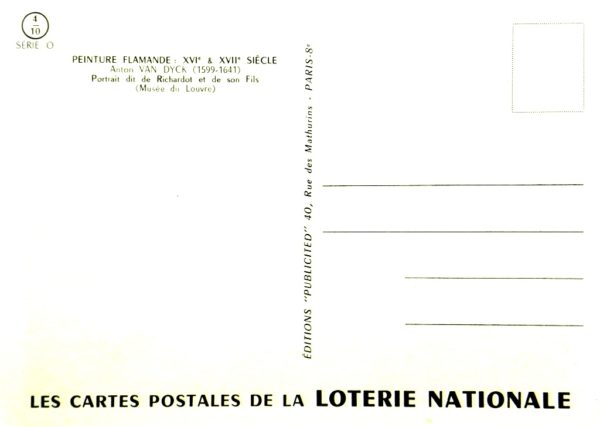 4
10
SERIE O
PEINTURE FLAMANDE : XVIe & XVIIe SIÈCLE
Anton VAN DYCK (1599-1641)
Portrait dit de Richardot et de son Fils
(Musée du Louvre)
ÉDITIONS "PUBLICITED" 40, Rue des Mathurins - PARIS-8e
LES CARTES POSTALES DE LA LOTERIE NATIONALE